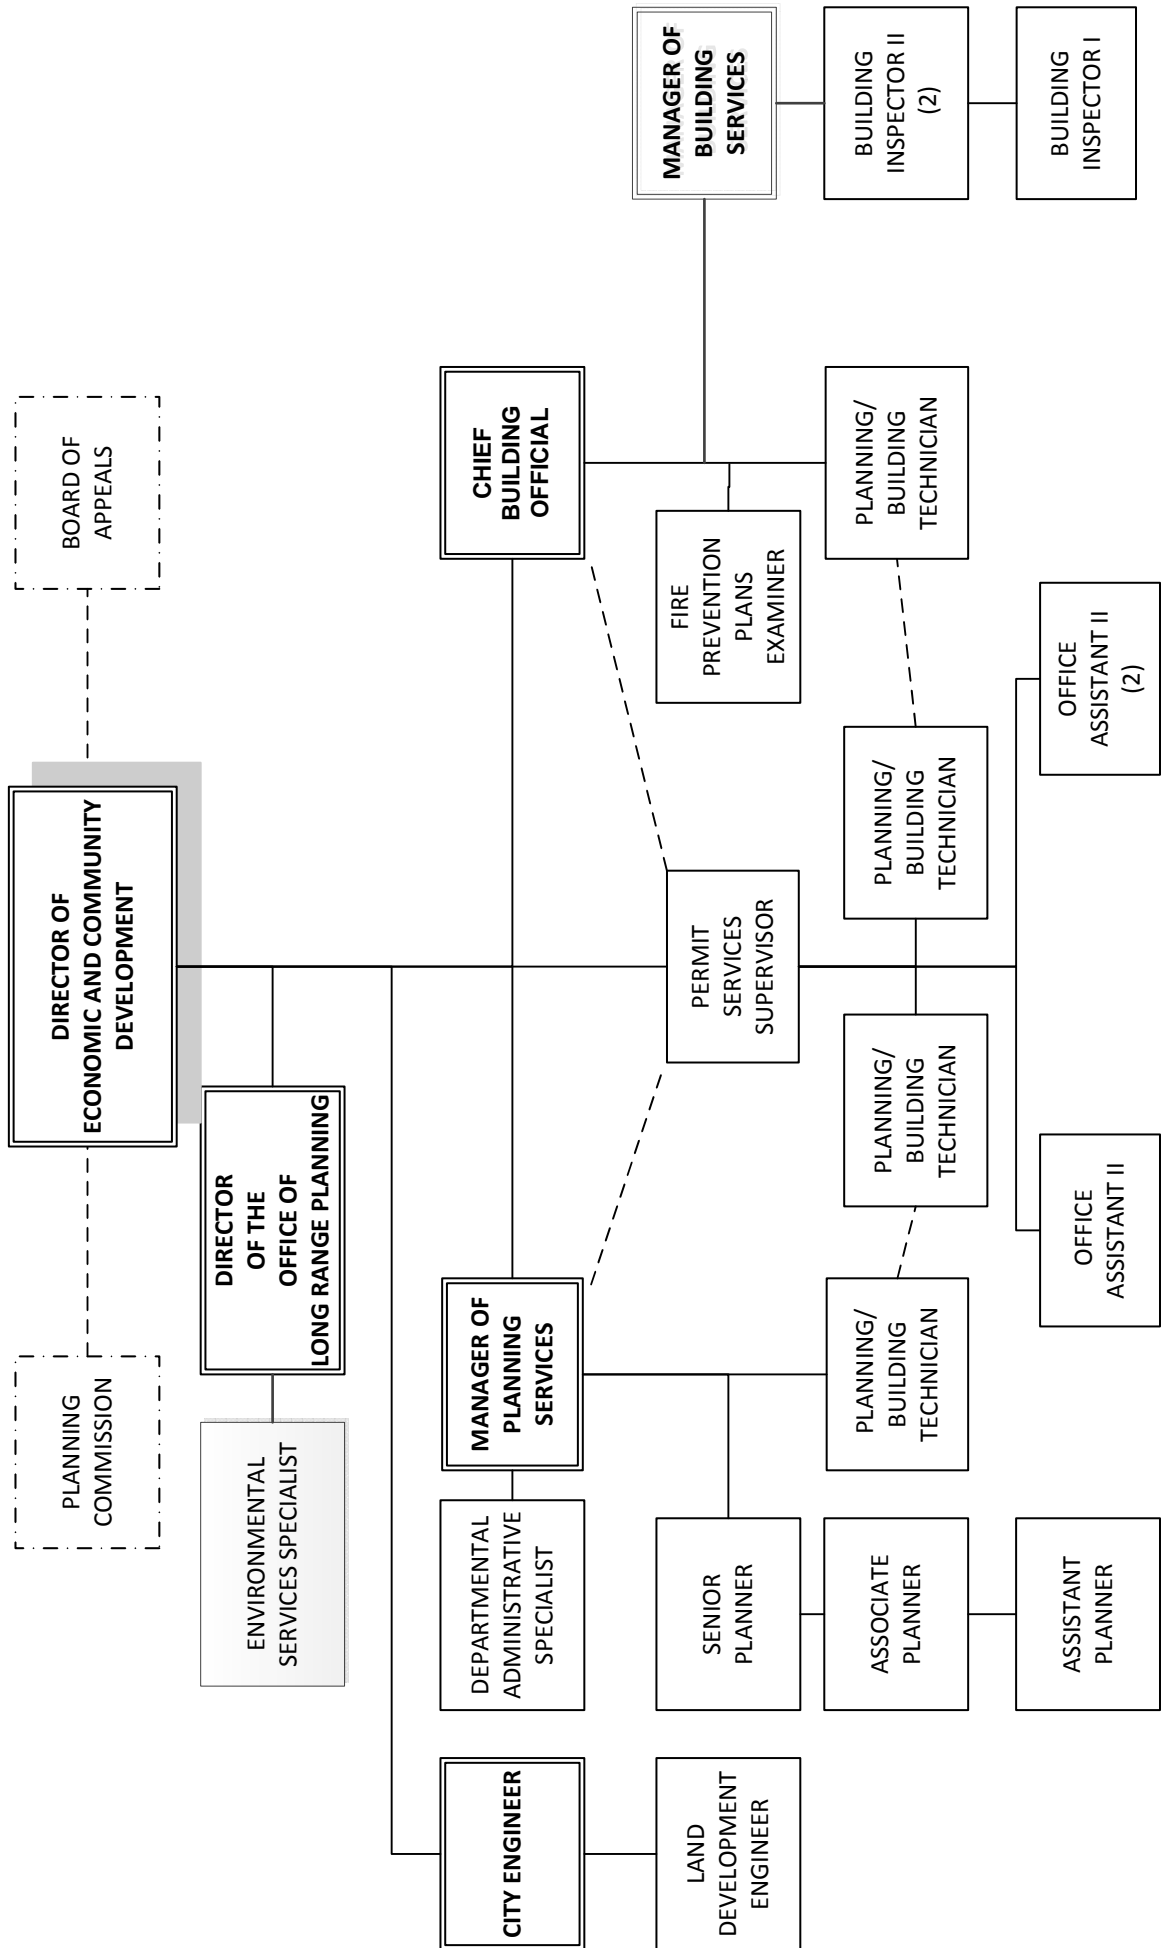 PLANNING
COMMISSION
DIRECTOR OF
ECONOMIC AND COMMUNITY
DEVELOPMENT
BOARD OF
APPEALS
ENVIRONMENTAL
SERVICES SPECIALIST
DIRECTOR
OF THE
OFFICE OF
LONG RANGE PLANNING
CITY ENGINEER
DEPARTMENTAL
ADMINISTRATIVE
SPECIALIST
MANAGER OF
PLANNING
SERVICES
CHIEF
BUILDING
OFFICIAL
MANAGER OF
BUILDING
SERVICES
LAND
DEVELOPMENT
ENGINEER
SENIOR
PLANNER
PERMIT
SERVICES
SUPERVISOR
FIRE
PREVENTION
PLANS
EXAMINER
ASSOCIATE
PLANNER
PLANNING/
BUILDING
TECHNICIAN
PLANNING/
BUILDING
TECHNICIAN
PLANNING/
BUILDING
TECHNICIAN
PLANNING/
BUILDING
TECHNICIAN
BUILDING
INSPECTOR II
(2)
ASSISTANT
PLANNER
OFFICE
ASSISTANT II
OFFICE
ASSISTANT II
(2)
BUILDING
INSPECTOR I